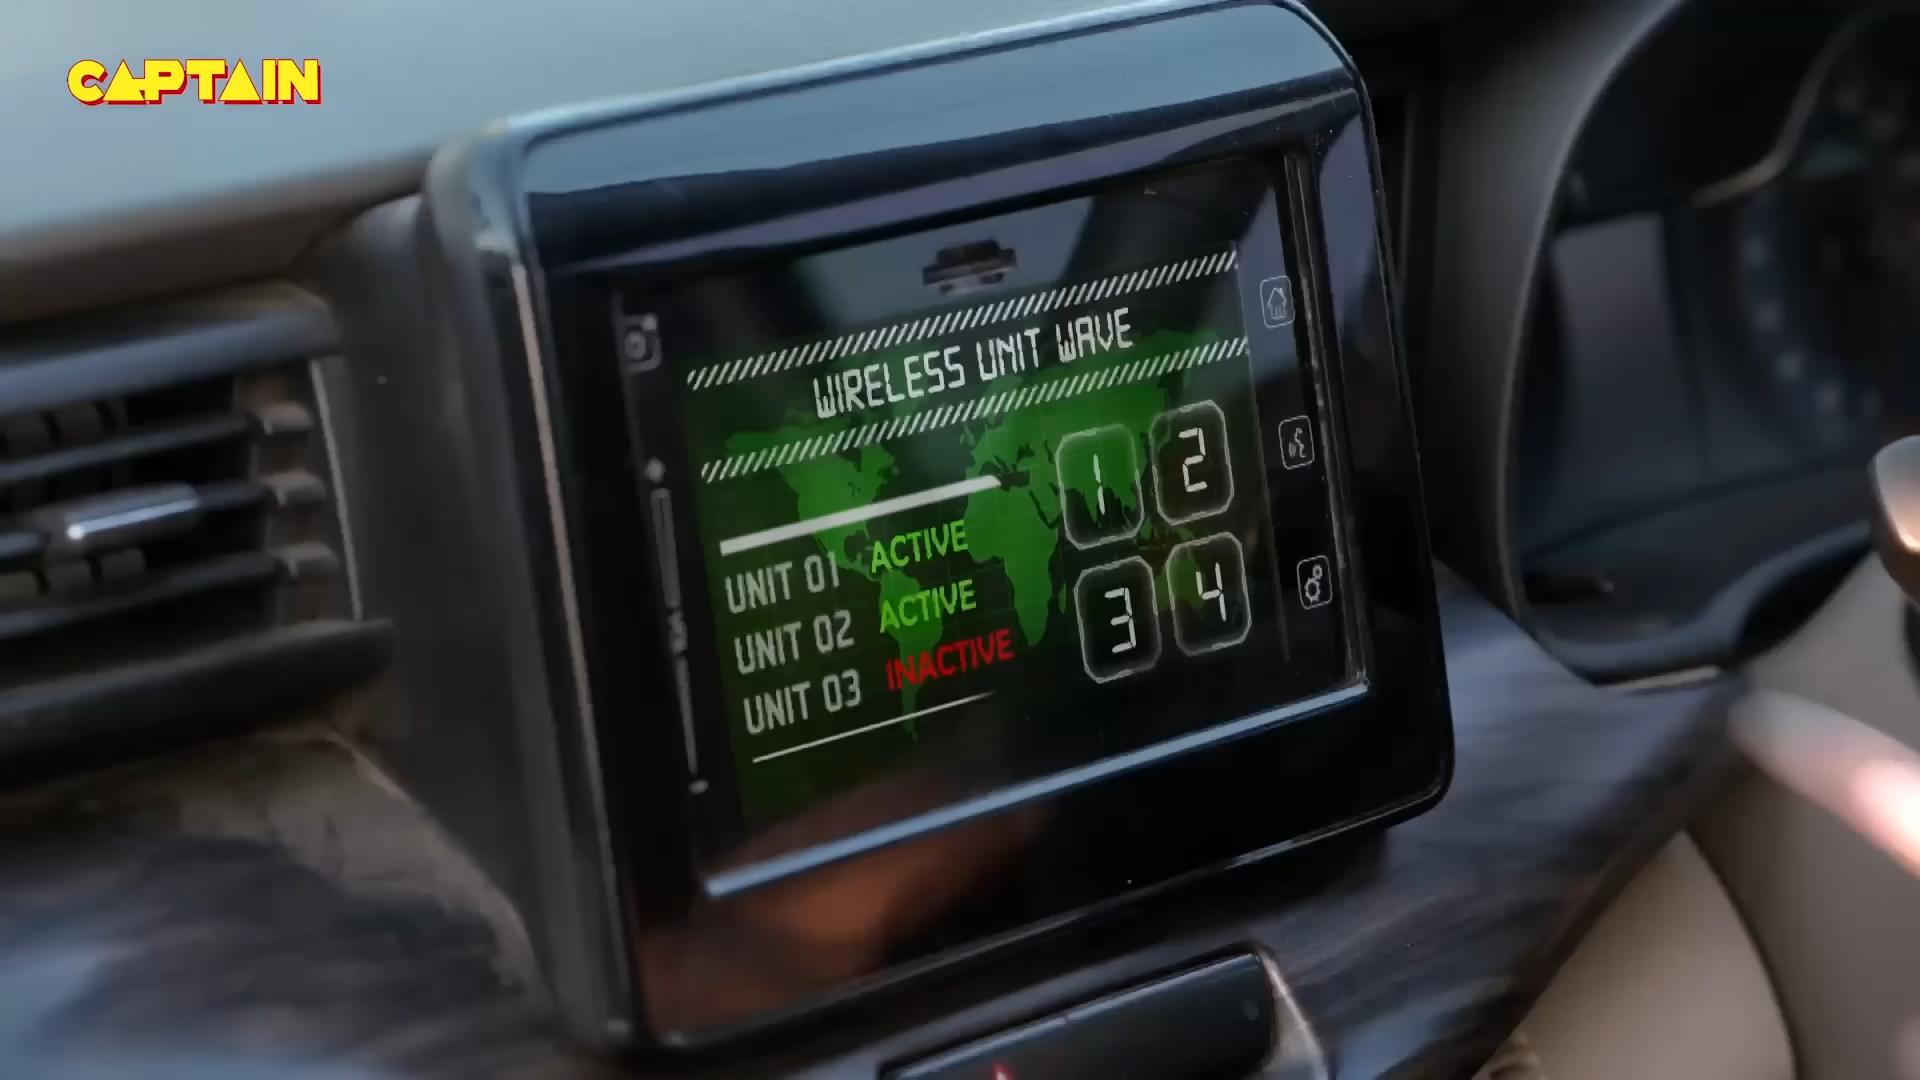 CAPTAIN
WIRELESS UNIT WAVE
UNIT 01 ACTIVE
UNIT 02 ACTIVE
UNIT 03 INACTIVE
1 2
3 4